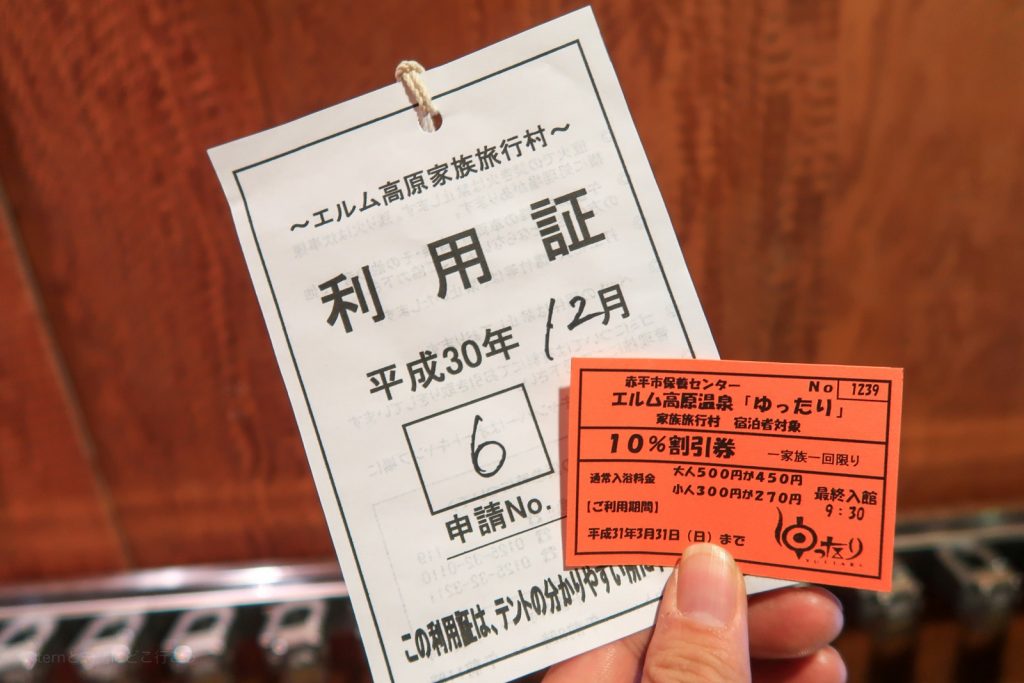 ～エルム高原家族旅行村～
利用証
平成30年 12月
6
申請No.
この利用証は、テントの分かりやすい所に
赤平市保養センター No 1239
エルム高原温泉「ゆったり」
家族旅行村 宿泊者対象
10%割引券 一家族一回限り
通常入浴料金 大人500円が450円
小人300円が270円
最終入館
9:30
【ご利用期間】
平成31年3月31日（日）まで
ゆったり
YUTTARI